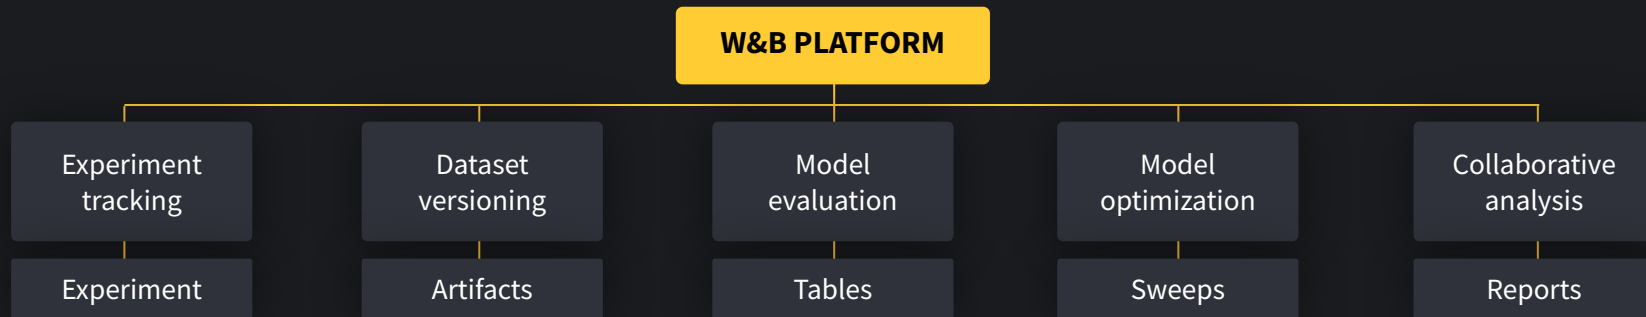 W&B PLATFORM
Experiment
tracking
Dataset
versioning
Model
evaluation
Model
optimization
Collaborative
analysis
Experiment
Artifacts
Tables
Sweeps
Reports